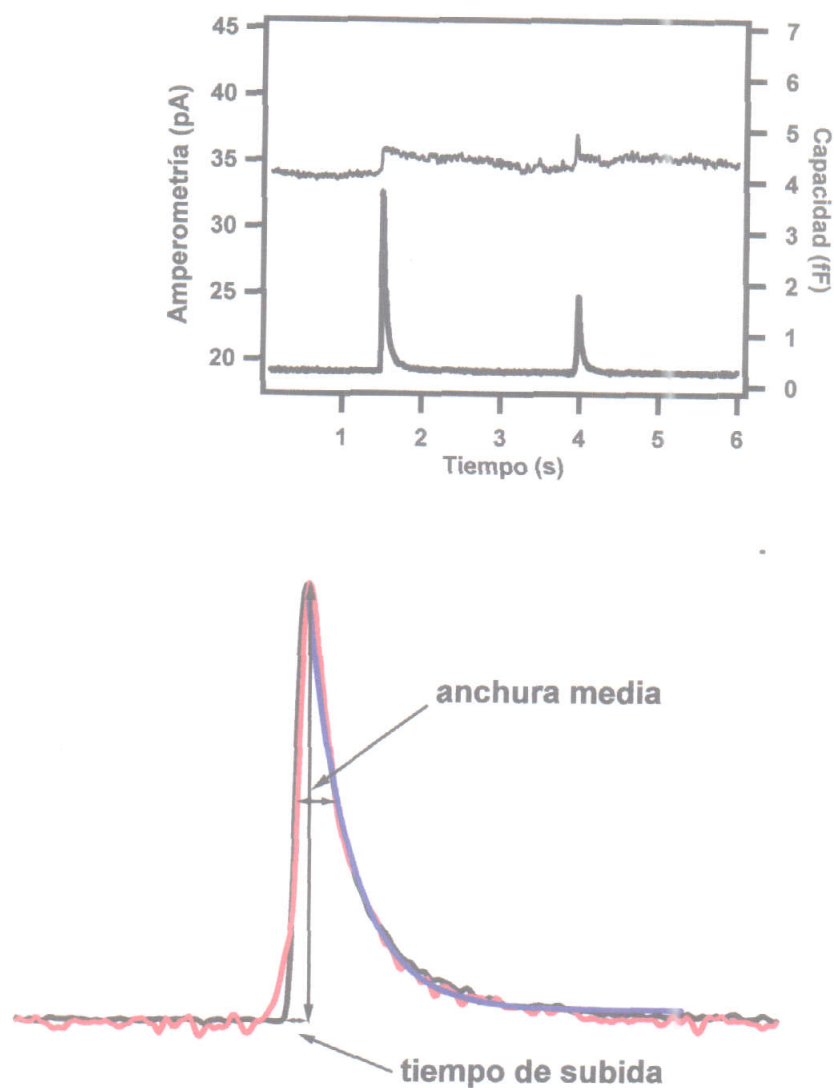 45
40
35
30
25
20
Amperometría (pA)
7
6
5
4
3
2
1
0
Capacidad (fF)
1 2 3 4 5 6
Tiempo (s)
anchura media
tiempo de subida